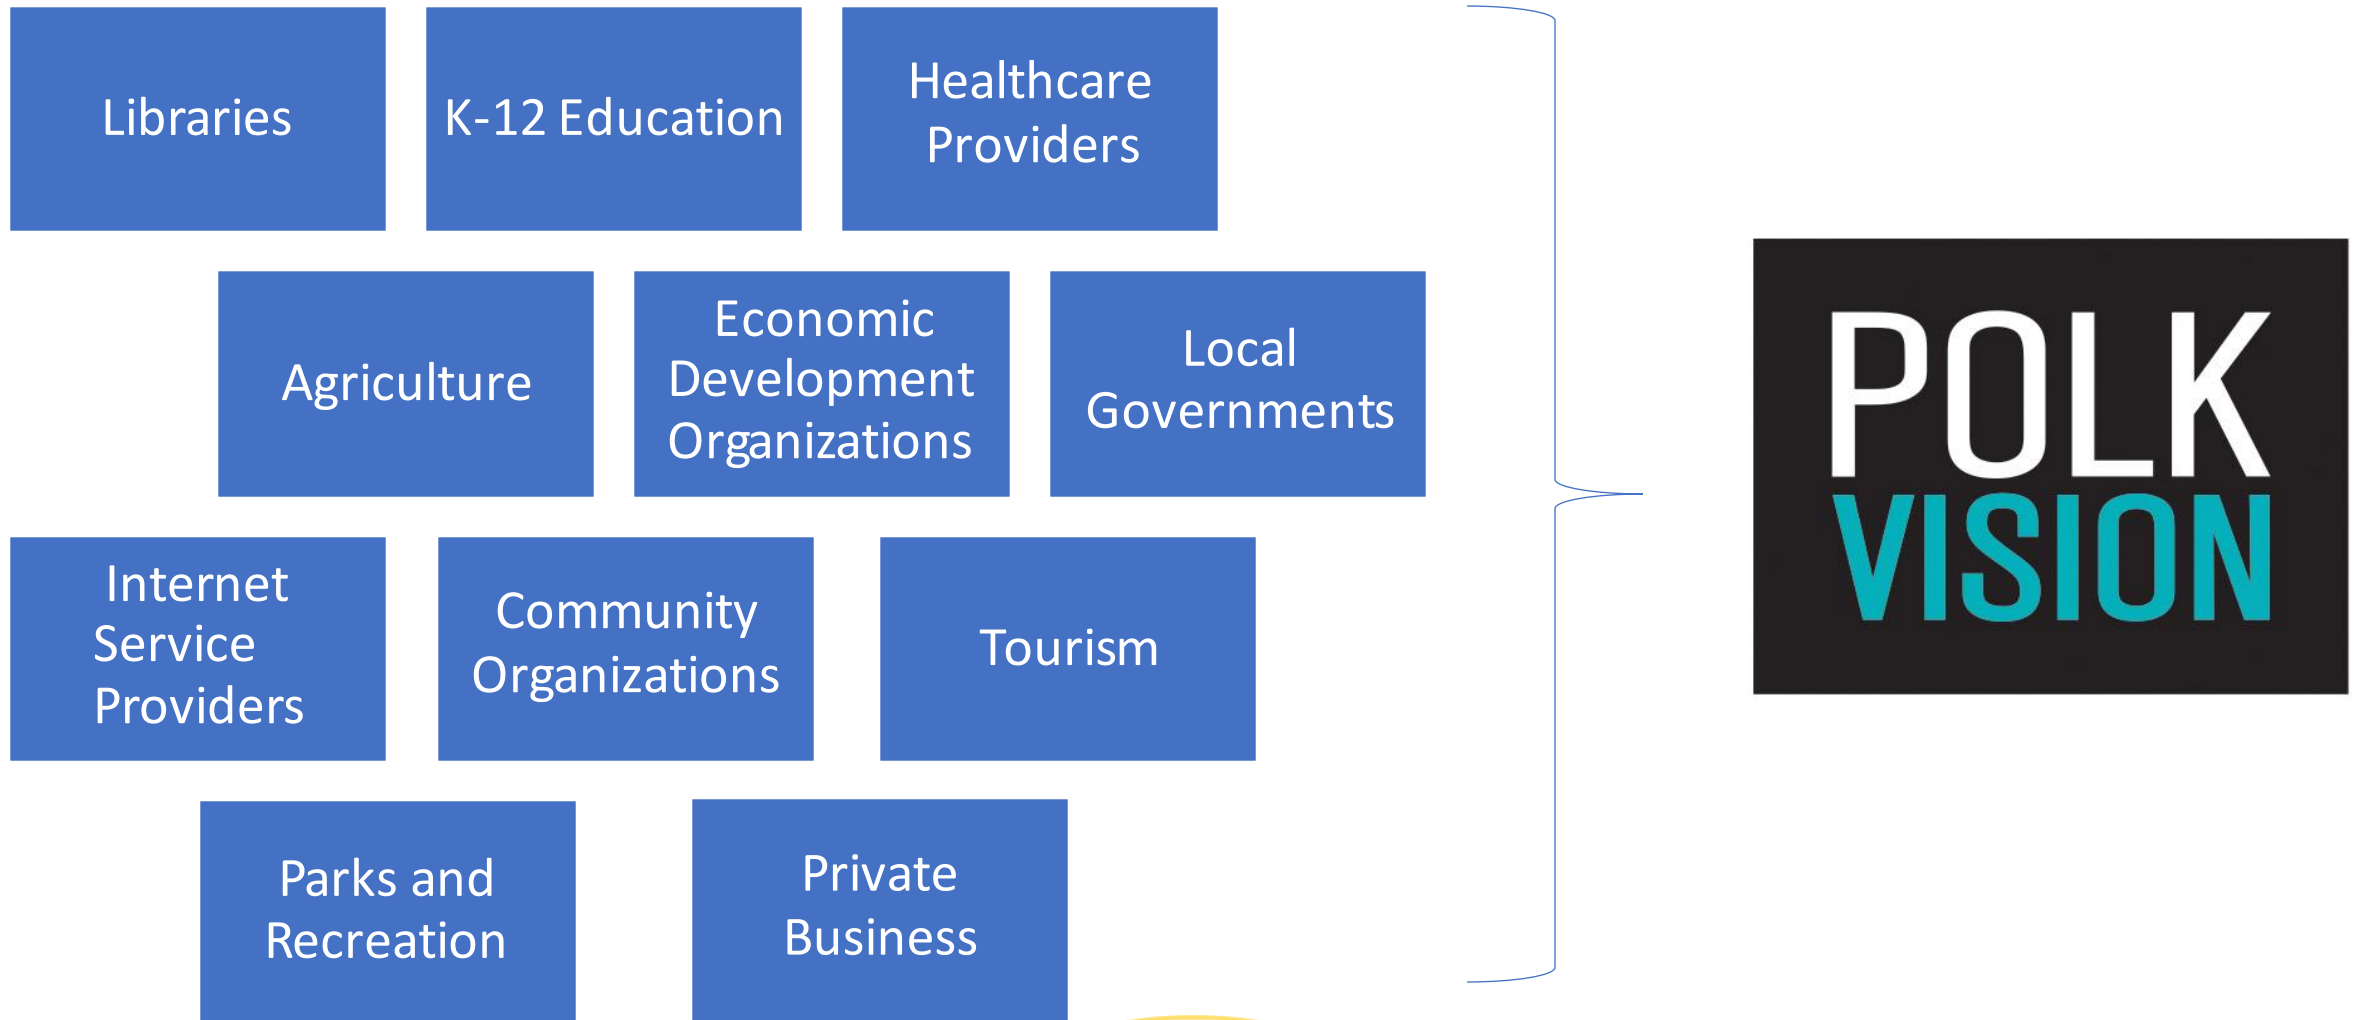 Libraries
K-12 Education
Healthcare
Providers
Agriculture
Economic
Development
Organizations
Local
Governments
Internet
Service
Providers
Community
Organizations
Tourism
Parks and
Recreation
Private
Business
POLK
VISION